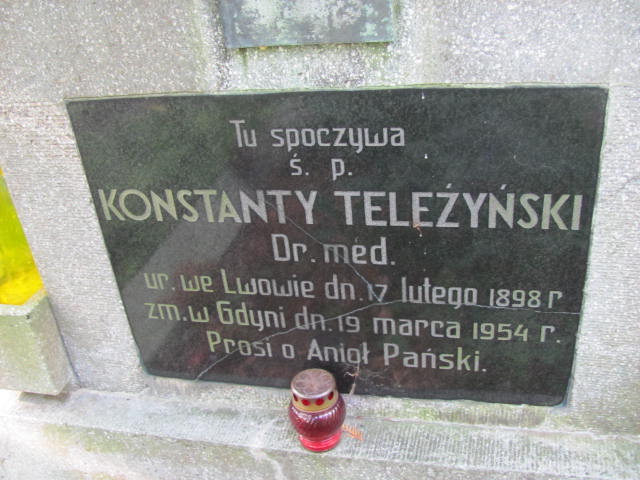 Tu spoczywa
ś. p.
KONSTANTY TELEŻYŃSKI
Dr. med.
ur. we Lwowie dn. 17 lutego 1898 r
zm. w Gdyni dn. 19 marca 1954 r.
Prosi o Anioł Pański.